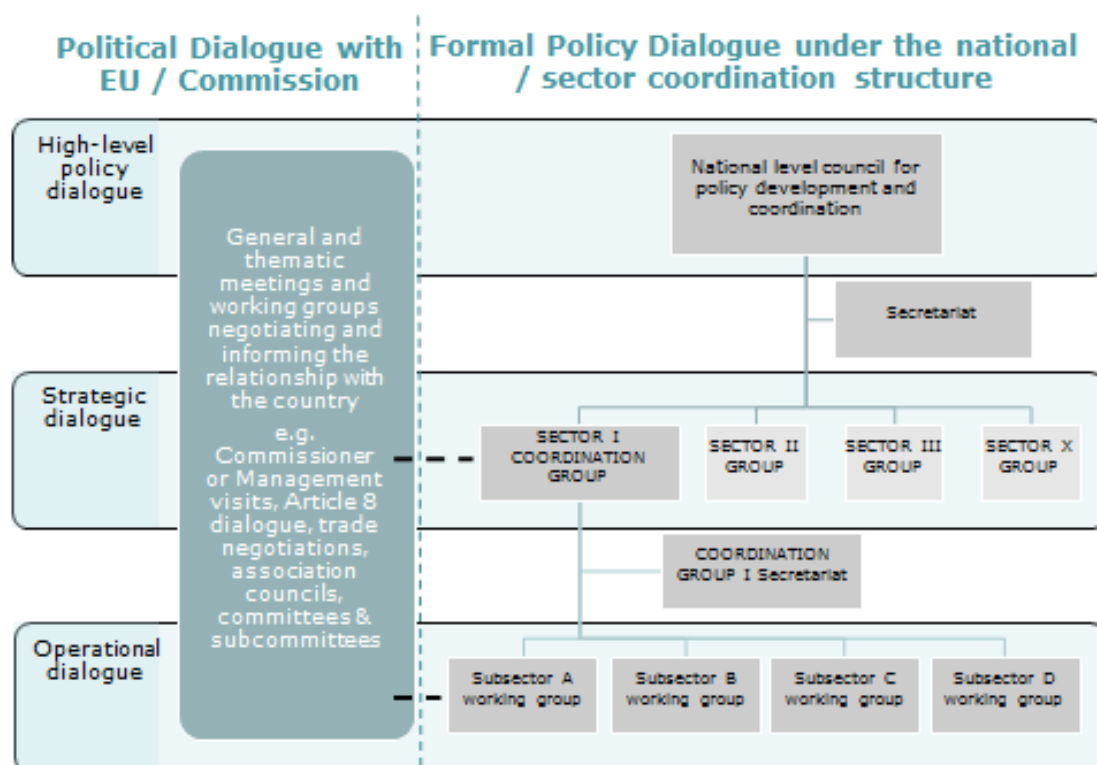 Political Dialogue with
EU / Commission
Formal Policy Dialogue under the national
/ sector coordination structure
High-level
policy
dialogue
General and
thematic
meetings and
working groups
negotiating and
informing the
relationship with
the country
e.g.
Commissioner
or Management
visits, Article 8
dialogue, trade
negotiations,
association
councils,
committees &
subcommittees
National level council for
policy development and
coordination
Secretariat
Strategic
dialogue
SECTOR I
COORDINATION
GROUP
SECTOR II
GROUP
SECTOR III
GROUP
SECTOR X
GROUP
COORDINATION
GROUP I Secretariat
Operational
dialogue
Subsector A
working group
Subsector B
working group
Subsector C
working group
Subsector D
working group